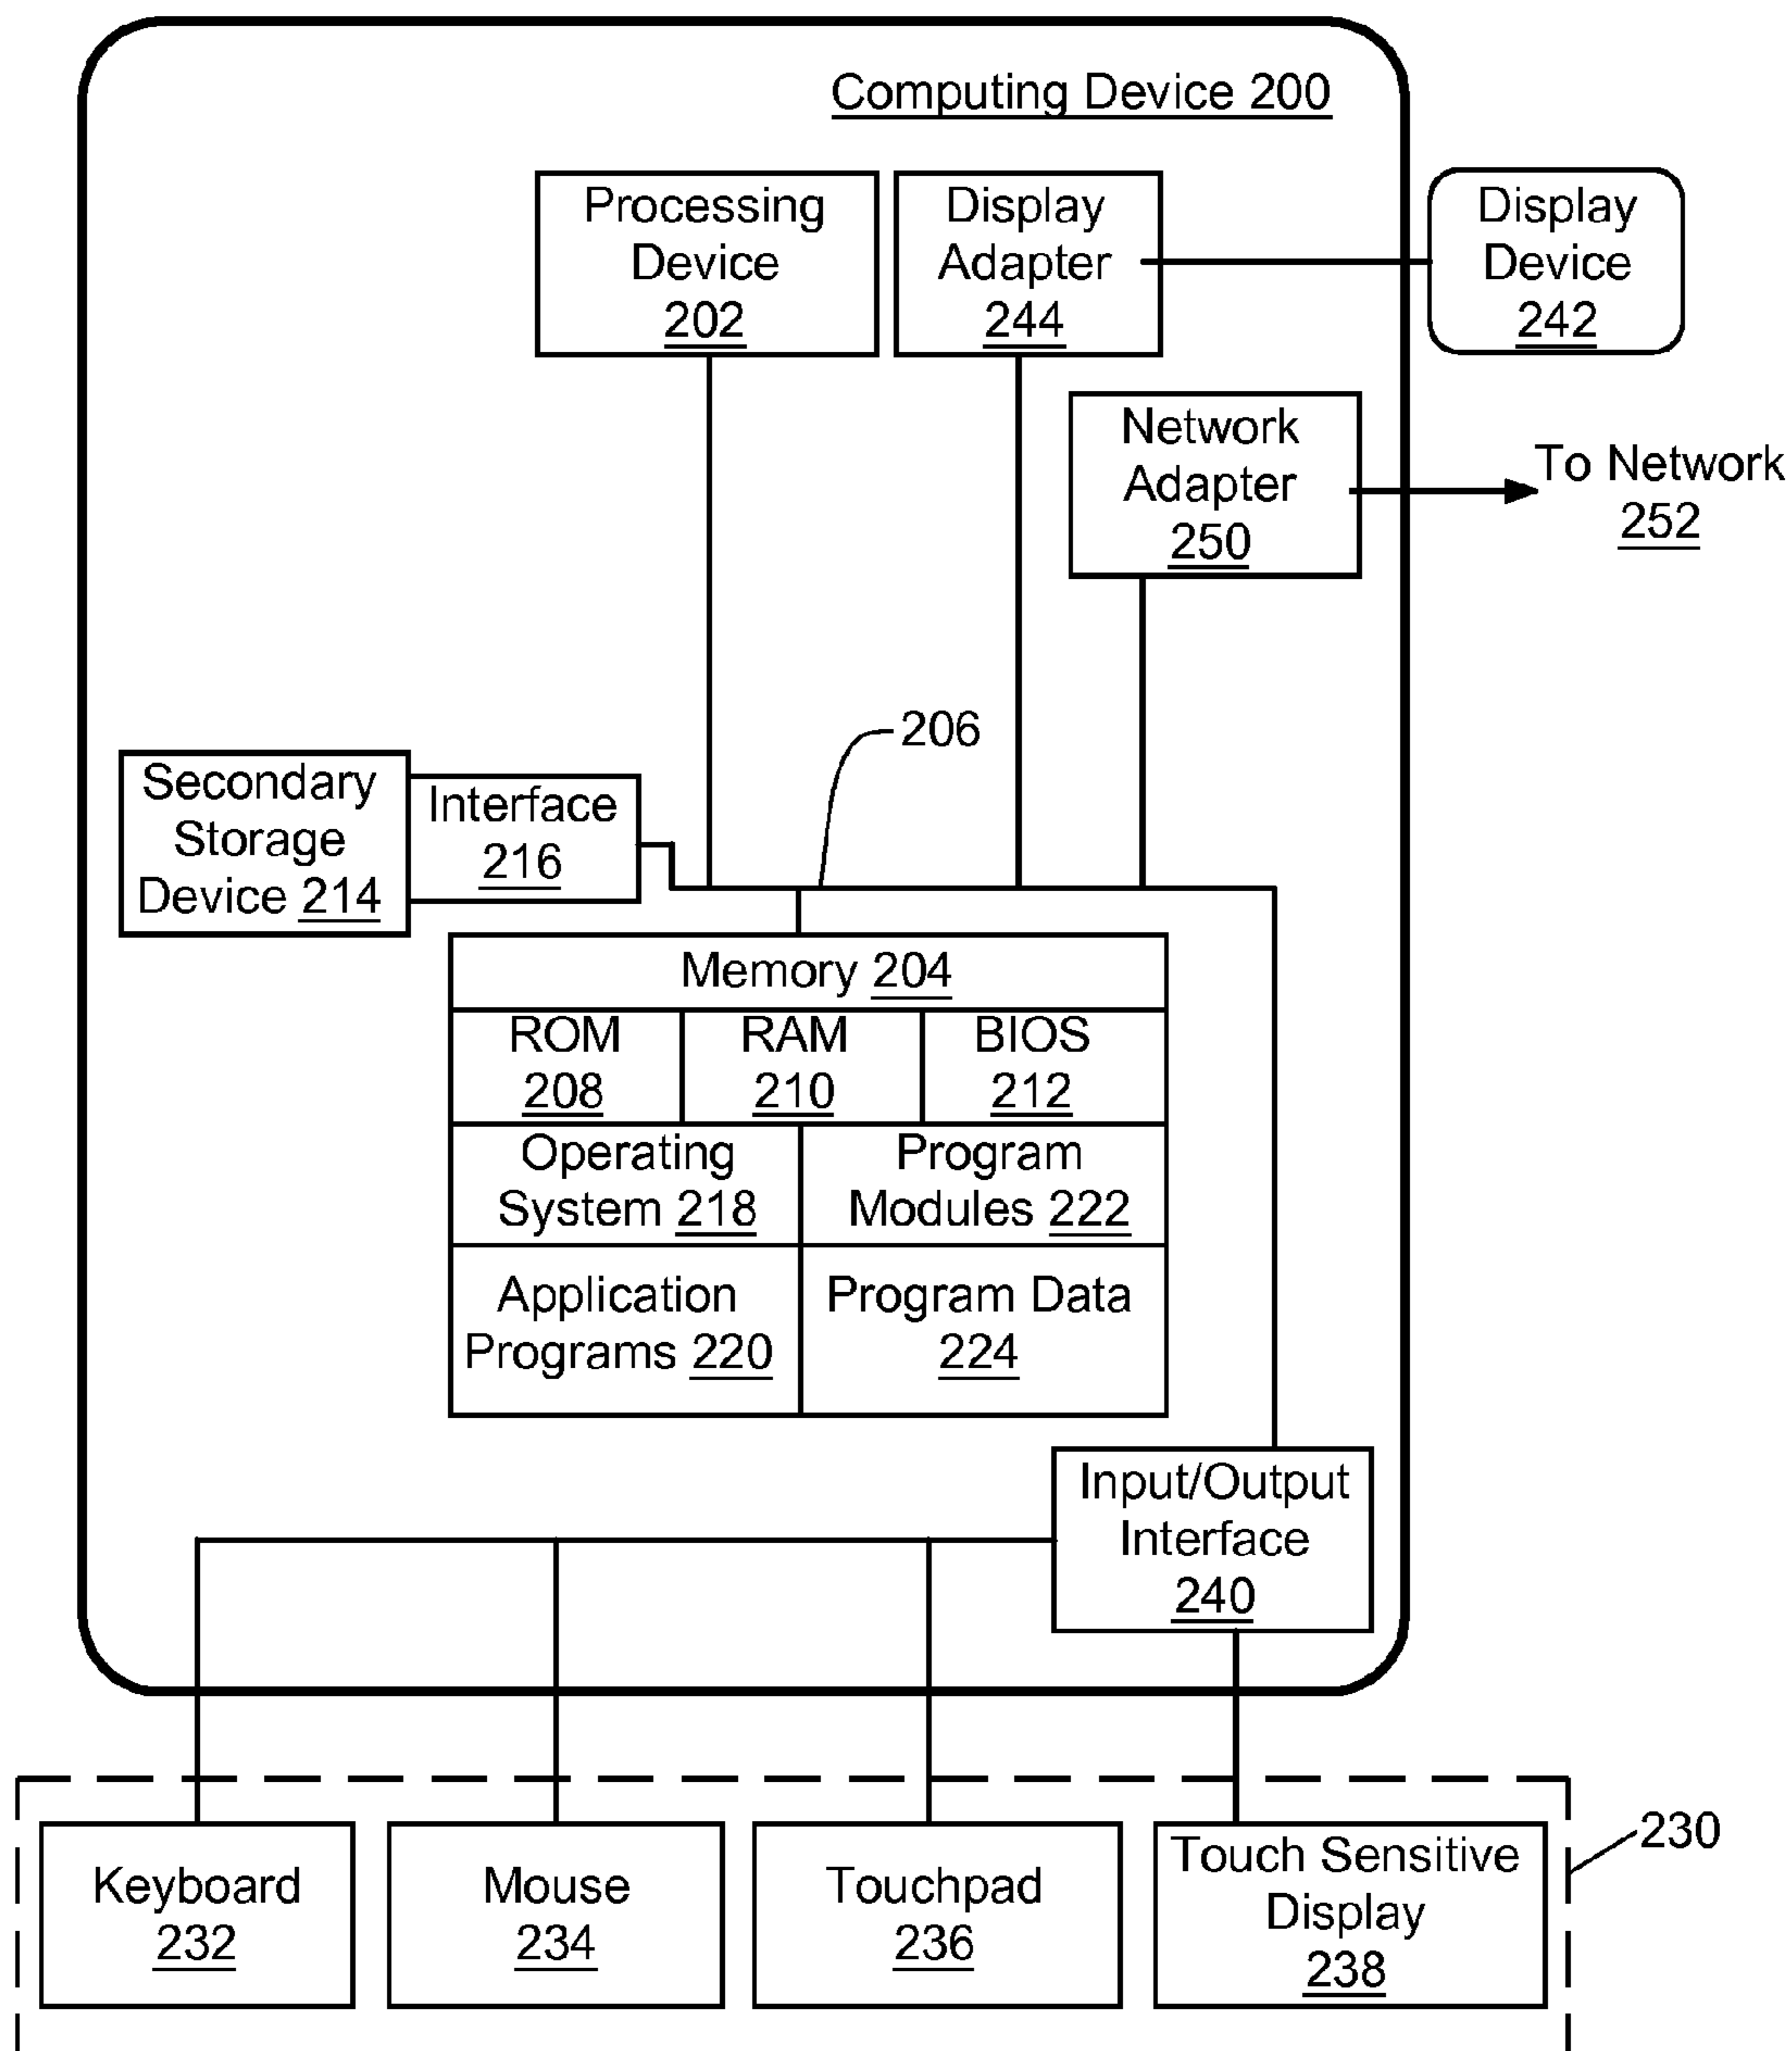 Computing Device 200
Processing
Device
202
Display
Adapter
244
Display
Device
242
Network
Adapter
250
To Network
252
206
Secondary
Storage
Device 214
Interface
216
Memory 204
ROM
208
RAM
210
BIOS
212
Operating
System 218
Program
Modules 222
Application
Programs 220
Program Data
224
Input/Output
Interface
240
230
Keyboard
232
Mouse
234
Touchpad
236
Touch Sensitive
Display
238